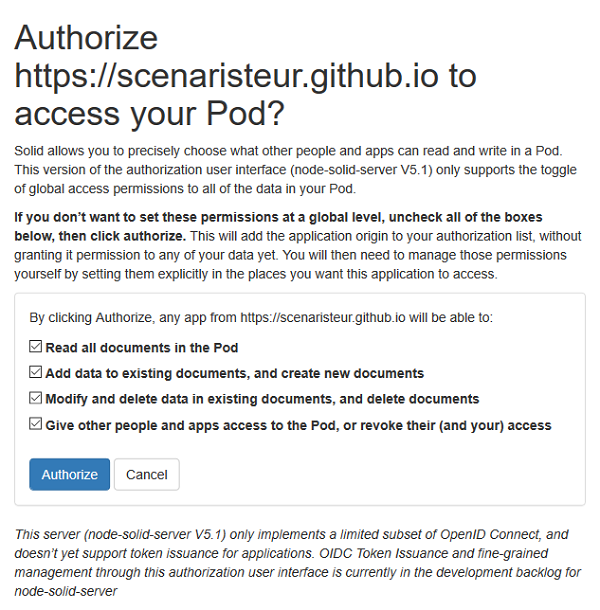 Authorize
https://scenaristeur.github.io to
access your Pod?
Solid allows you to precisely choose what other people and apps can read and write in a Pod.
This version of the authorization user interface (node-solid-server V5.1) only supports the toggle
of global access permissions to all of the data in your Pod.
If you don’t want to set these permissions at a global level, uncheck all of the boxes
below, then click authorize. This will add the application origin to your authorization list, without
granting it permission to any of your data yet. You will then need to manage those permissions
yourself by setting them explicitly in the places you want this application to access.
By clicking Authorize, any app from https://scenaristeur.github.io will be able to:
Read all documents in the Pod
Add data to existing documents, and create new documents
Modify and delete data in existing documents, and delete documents
Give other people and apps access to the Pod, or revoke their (and your) access
Authorize Cancel
This server (node-solid-server V5.1) only implements a limited subset of OpenID Connect, and
doesn’t yet support token issuance for applications. OIDC Token Issuance and fine-grained
management through this authorization user interface is currently in the development backlog for
node-solid-server